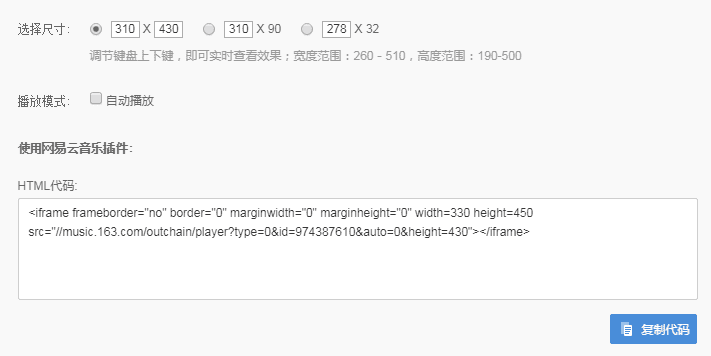 选择尺寸： 310 X 430 310 X 90 278 X 32
调节键盘上下键，即可实时查看效果；宽度范围：260 - 510，高度范围：190-500
播放模式： 自动播放
使用网易云音乐插件：
HTML代码:
<iframe frameborder="no" border="0" marginwidth="0" marginheight="0" width=330 height=450
src="//music.163.com/outchain/player?type=0&id=974387610&auto=0&height=430"></iframe>
复制代码